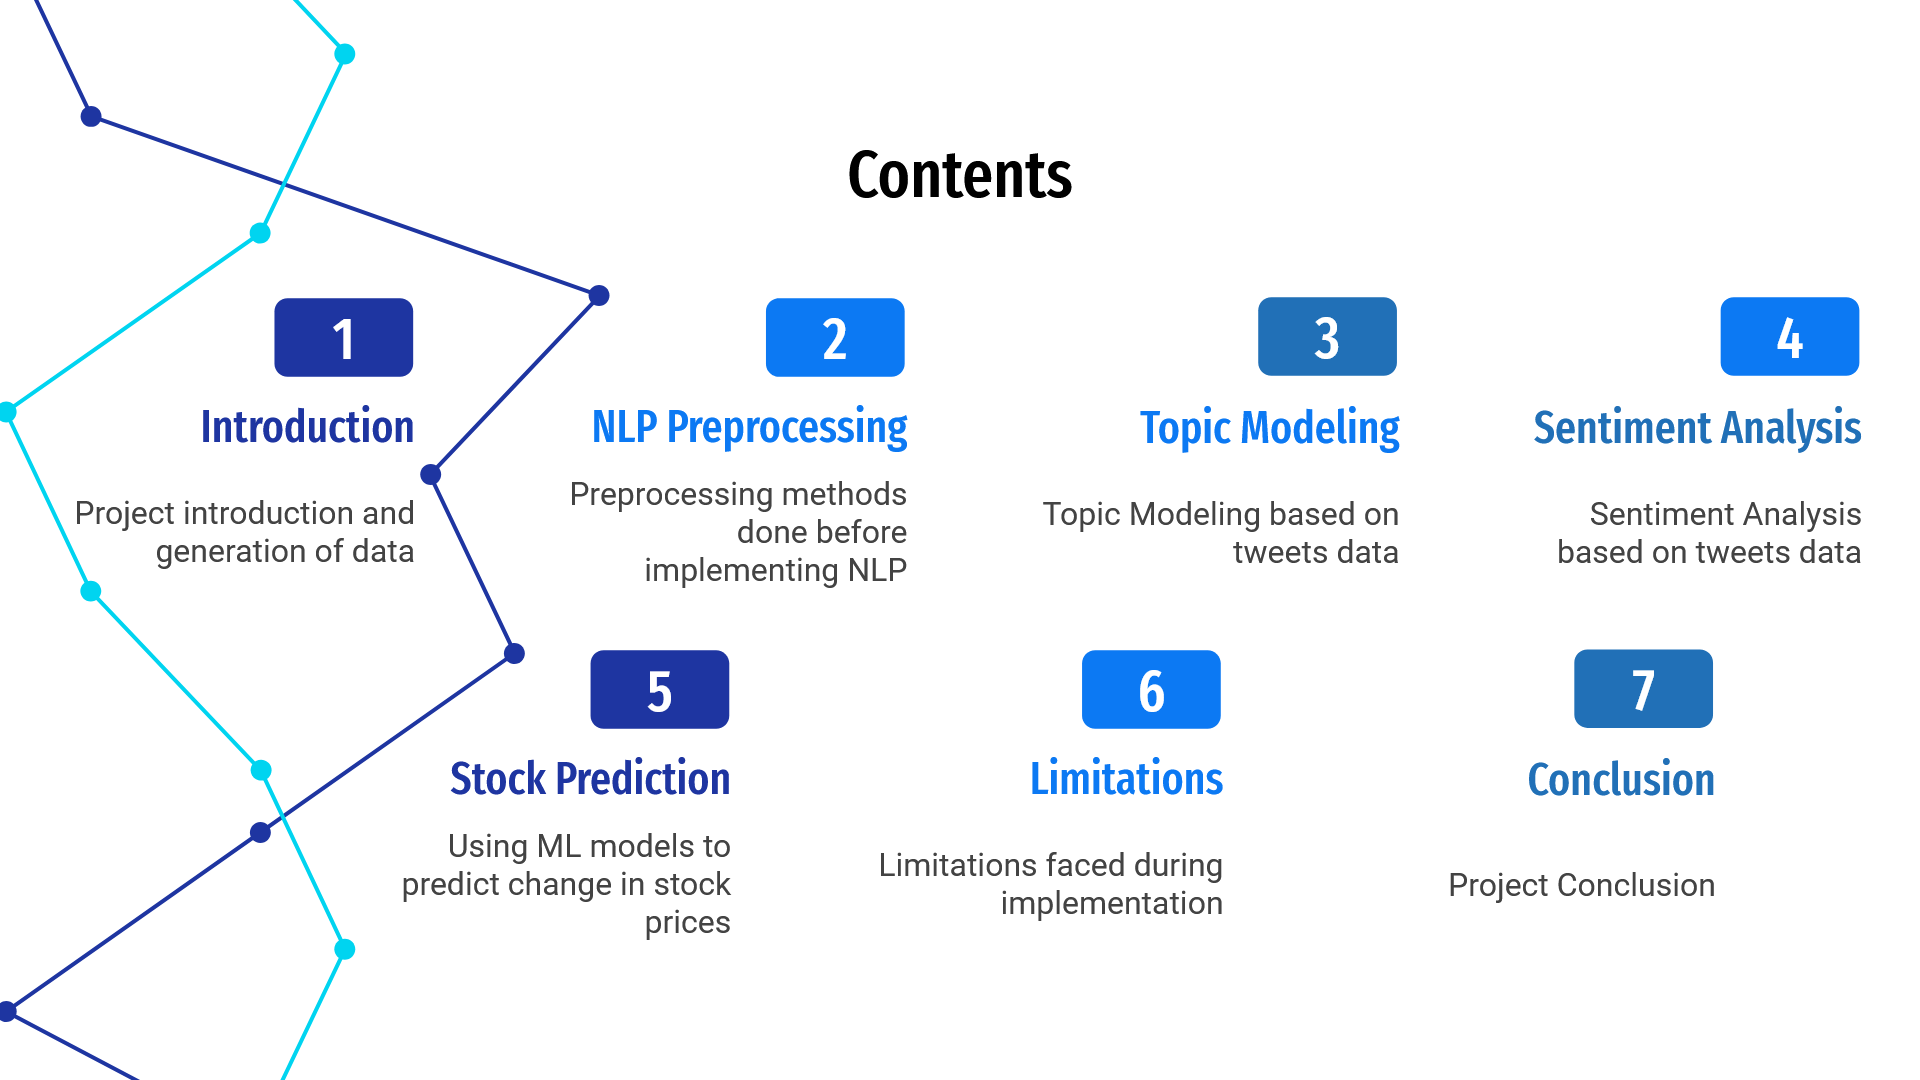 Contents
1
Introduction
Project introduction and
generation of data
2
NLP Preprocessing
Preprocessing methods
done before
implementing NLP
3
Topic Modeling
Topic Modeling based on
tweets data
4
Sentiment Analysis
Sentiment Analysis
based on tweets data
5
Stock Prediction
Using ML models to
predict change in stock
prices
6
Limitations
Limitations faced during
implementation
7
Conclusion
Project Conclusion